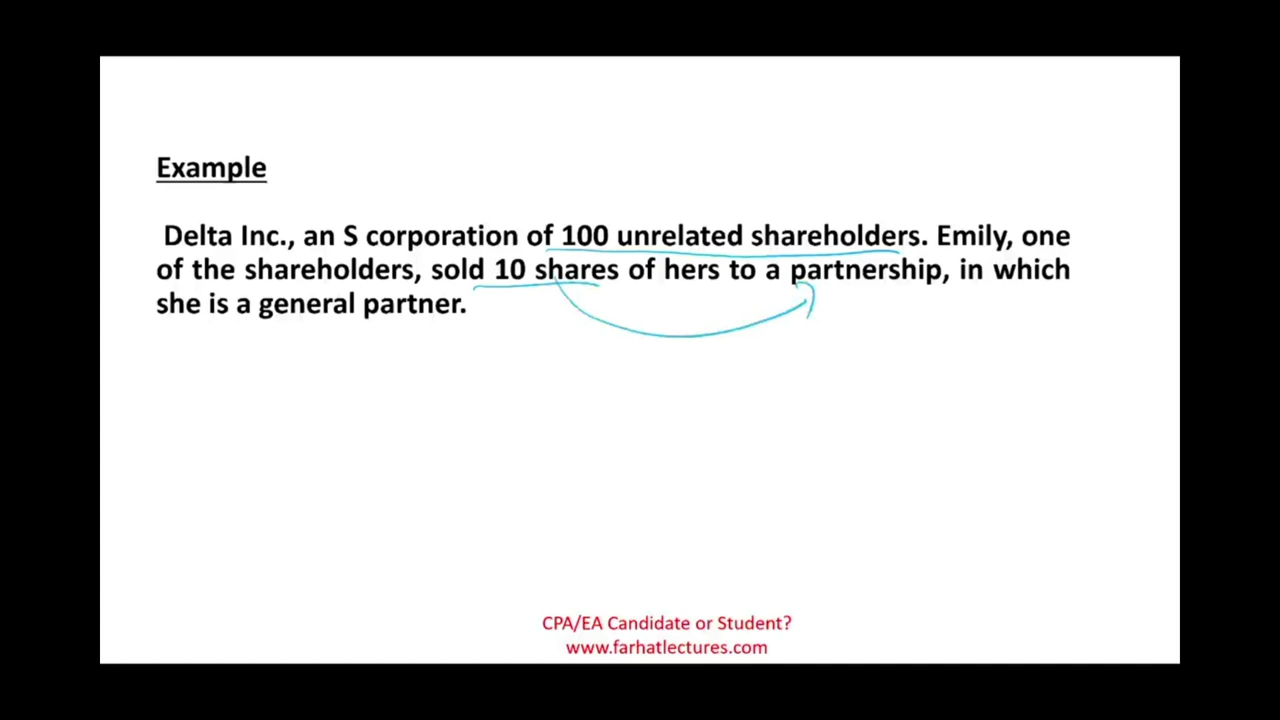 Example
Delta Inc., an S corporation of 100 unrelated shareholders. Emily, one
of the shareholders, sold 10 shares of hers to a partnership, in which
she is a general partner.
CPA/EA Candidate or Student?
www.farhatlectures.com